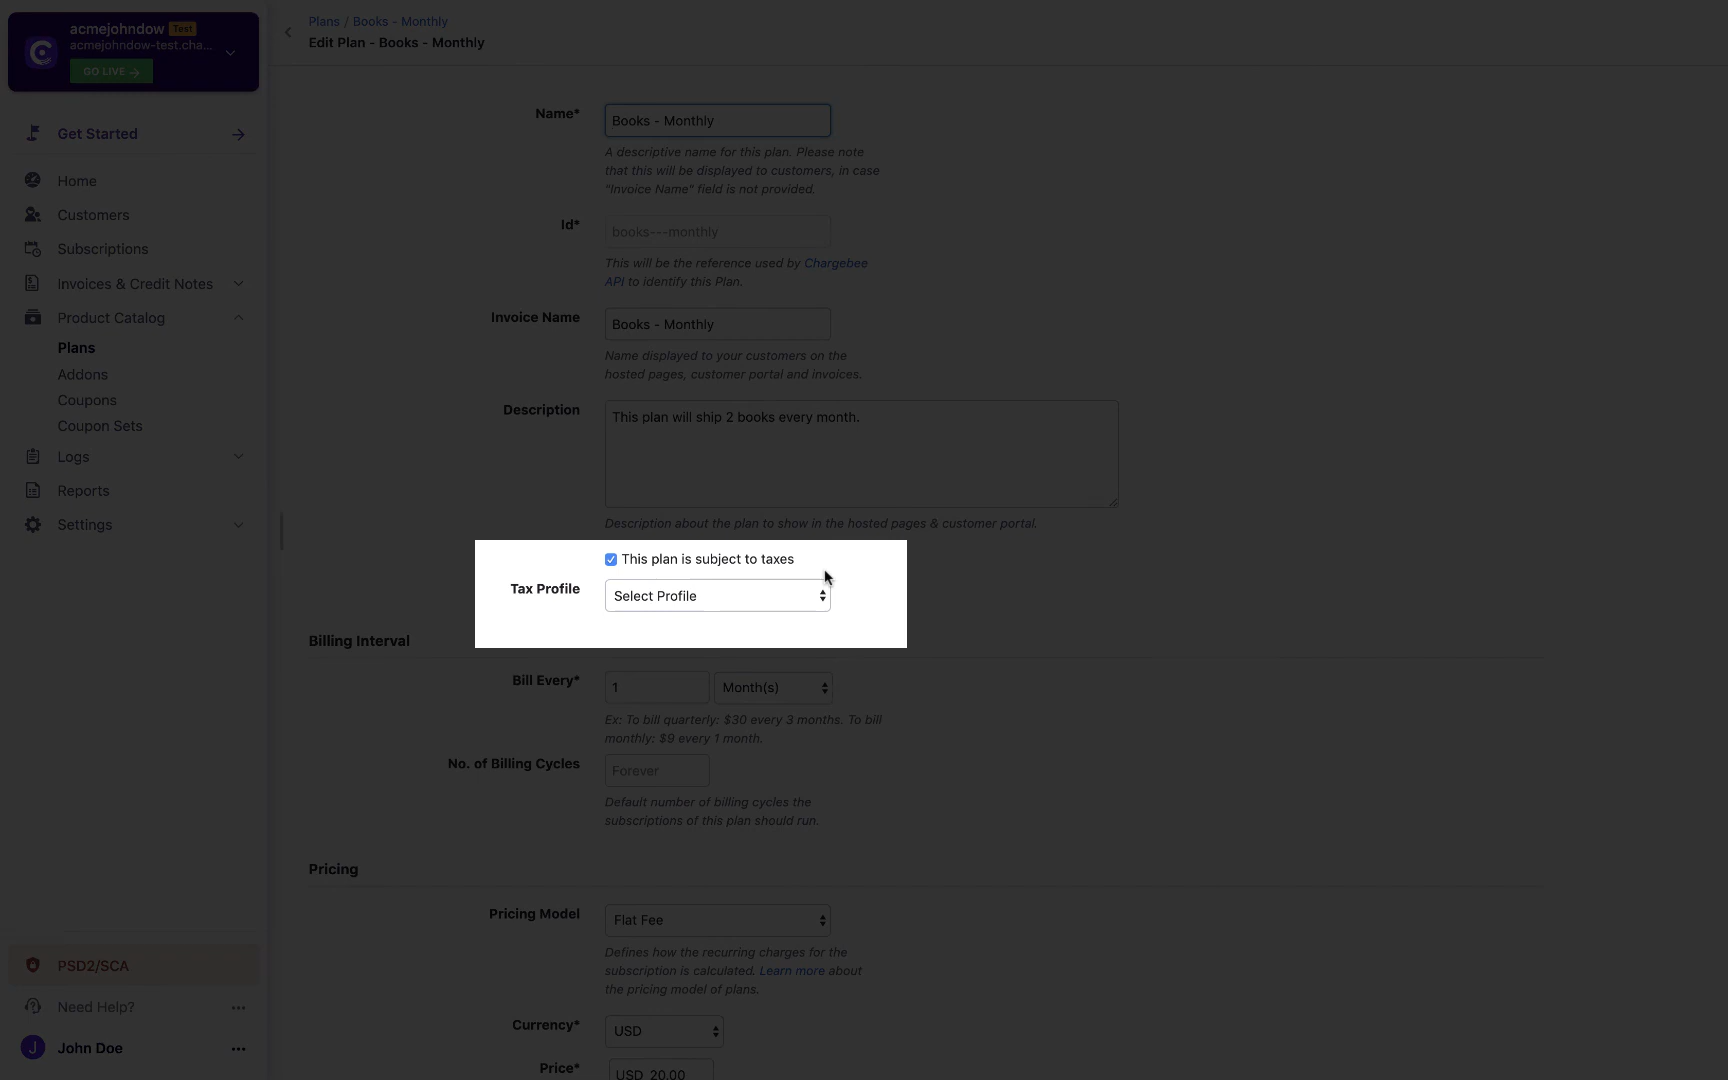 acmejohndow Test
acmejohndow-test.cha...
GO LIVE →
Get Started
Home
Customers
Subscriptions
Invoices & Credit Notes
Product Catalog
Plans
Addons
Coupons
Coupon Sets
Logs
Reports
Settings
PSD2/SCA
Need Help?
J John Doe
Plans / Books - Monthly
Edit Plan - Books - Monthly
Name* Books - Monthly
A descriptive name for this plan. Please note
that this will be displayed to customers, in case
"Invoice Name" field is not provided.
Id* books---monthly
This will be the reference used by Chargebee
API to identify this Plan.
Invoice Name Books - Monthly
Name displayed to your customers on the
hosted pages, customer portal and invoices.
Description This plan will ship 2 books every month.
Description about the plan to show in the hosted pages & customer portal.
This plan is subject to taxes
Tax Profile Select Profile
Billing Interval
Bill Every* 1 Month(s)
Ex: To bill quarterly: $30 every 3 months. To bill
monthly: $9 every 1 month.
No. of Billing Cycles Forever
Default number of billing cycles the
subscriptions of this plan should run.
Pricing
Pricing Model Flat Fee
Defines how the recurring charges for the
subscription is calculated. Learn more about
the pricing model of plans.
Currency* USD
Price* USD 20.00